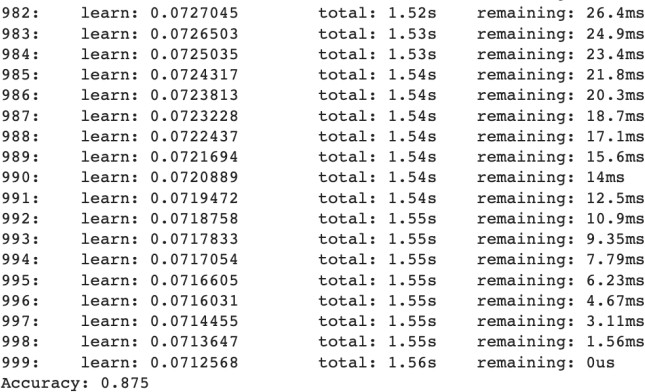 982: learn: 0.0727045 total: 1.52s remaining: 26.4ms
983: learn: 0.0726503 total: 1.53s remaining: 24.9ms
984: learn: 0.0725035 total: 1.53s remaining: 23.4ms
985: learn: 0.0724317 total: 1.54s remaining: 21.8ms
986: learn: 0.0723813 total: 1.54s remaining: 20.3ms
987: learn: 0.0723228 total: 1.54s remaining: 18.7ms
988: learn: 0.0722437 total: 1.54s remaining: 17.1ms
989: learn: 0.0721694 total: 1.54s remaining: 15.6ms
990: learn: 0.0720889 total: 1.54s remaining: 14ms
991: learn: 0.0719472 total: 1.54s remaining: 12.5ms
992: learn: 0.0718758 total: 1.55s remaining: 10.9ms
993: learn: 0.0717833 total: 1.55s remaining: 9.35ms
994: learn: 0.0717054 total: 1.55s remaining: 7.79ms
995: learn: 0.0716605 total: 1.55s remaining: 6.23ms
996: learn: 0.0716031 total: 1.55s remaining: 4.67ms
997: learn: 0.0714455 total: 1.55s remaining: 3.11ms
998: learn: 0.0713647 total: 1.55s remaining: 1.56ms
999: learn: 0.0712568 total: 1.56s remaining: 0us
Accuracy: 0.875